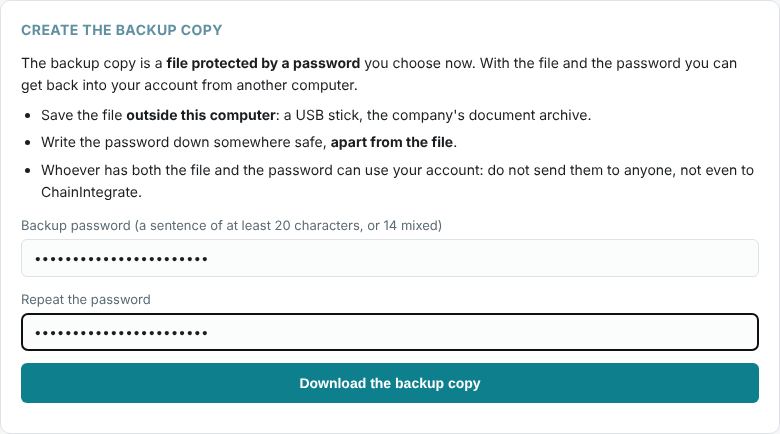 CREATE THE BACKUP COPY
The backup copy is a file protected by a password you choose now. With the file and the password you can
get back into your account from another computer.
• Save the file outside this computer: a USB stick, the company's document archive.
• Write the password down somewhere safe, apart from the file.
• Whoever has both the file and the password can use your account: do not send them to anyone, not even to
ChainIntegrate.
Backup password (a sentence of at least 20 characters, or 14 mixed)
•••••••••••••••••••••••
Repeat the password
•••••••••••••••••••••••
Download the backup copy